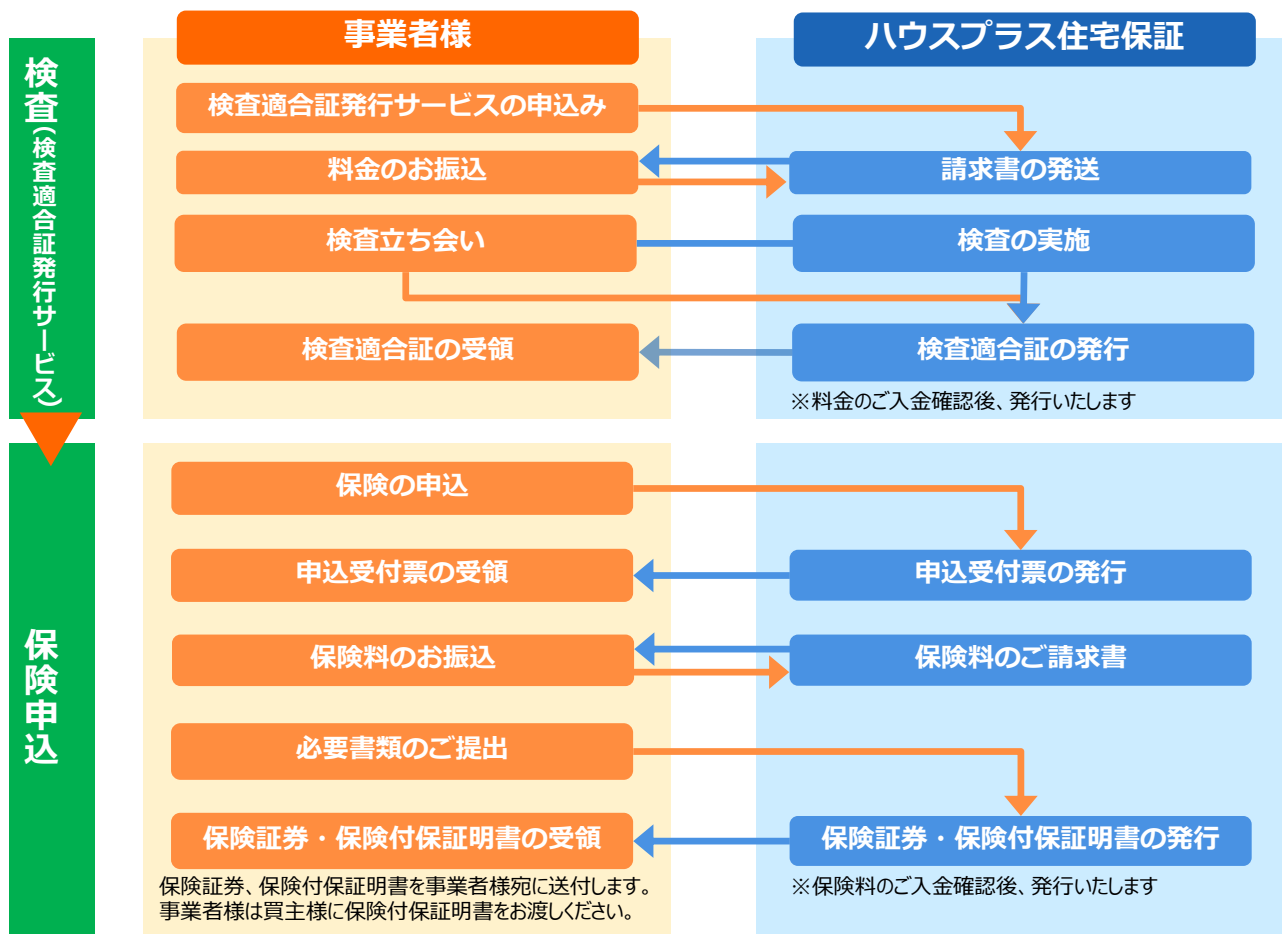 事業者様
ハウスプラス住宅保証
検査(検査適合証発行サービス)
検査適合証発行サービスの申込み
料金のお振込
請求書の発送
検査立ち会い
検査の実施
検査適合証の受領
検査適合証の発行
※料金のご入金確認後、発行いたします
保険申込
保険の申込
申込受付票の受領
申込受付票の発行
保険料のお振込
保険料のご請求書
必要書類のご提出
保険証券・保険付保証明書の受領
保険証券・保険付保証明書の発行
保険証券、保険付保証明書を事業者様宛に送付します。
事業者様は買主様に保険付保証明書をお渡しください。
※保険料のご入金確認後、発行いたします